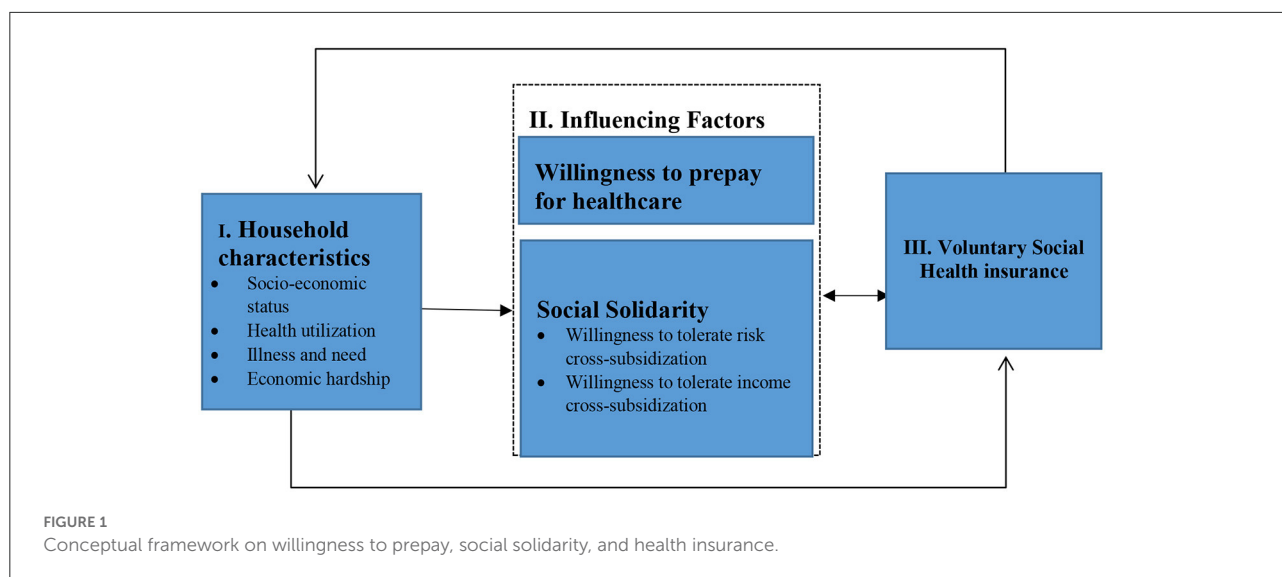 I. Household
characteristics
• Socio-economic
status
• Health utilization
• Illness and need
• Economic hardship
II. Influencing Factors
Willingness to prepay
for healthcare
Social Solidarity
• Willingness to tolerate risk
cross-subsidization
• Willingness to tolerate income
cross-subsidization
III. Voluntary Social
Health insurance
FIGURE 1
Conceptual framework on willingness to prepay, social solidarity, and health insurance.